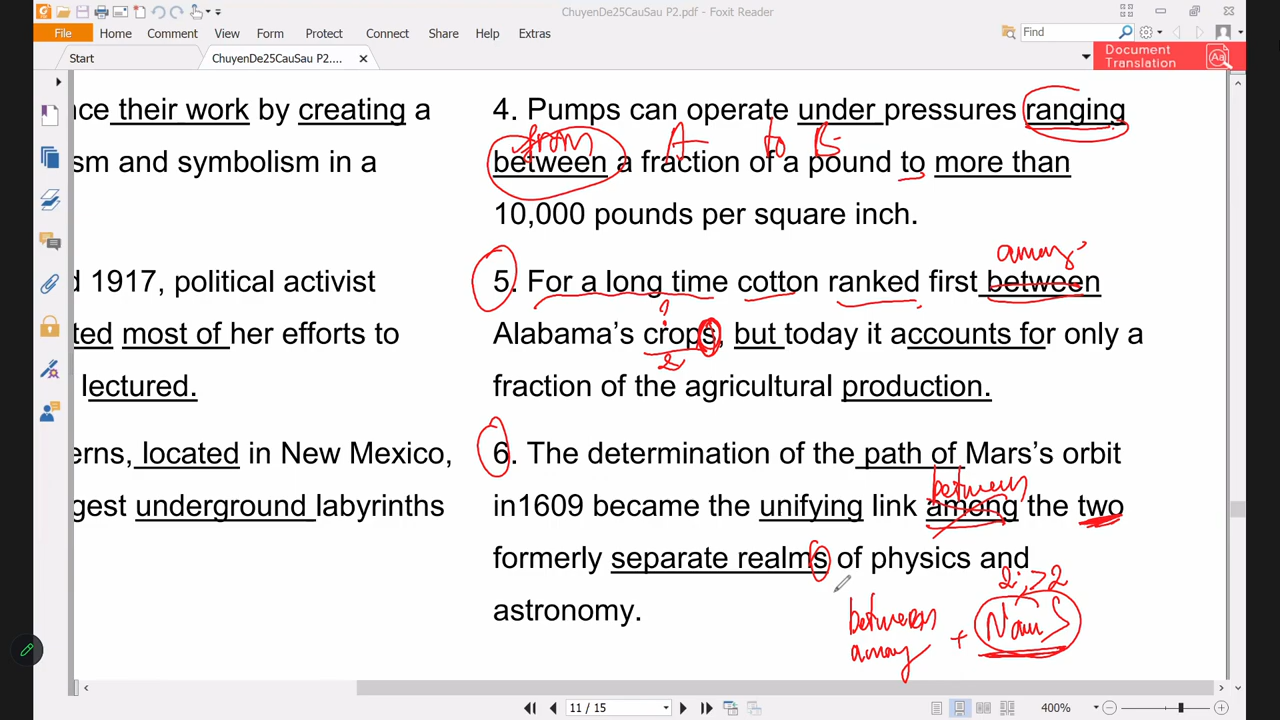 ChuyenDe25CauSau P2.pdf - Foxit Reader
File Home Comment View Form Protect Connect Share Help Extras Find
Start ChuyenDe25CauSau P2.... Document Translation
nce their work by creating a
ism and symbolism in a
d 1917, political activist
ted most of her efforts to
lectured.
erns, located in New Mexico,
gest underground labyrinths
4. Pumps can operate under pressures ranging
from A to B
between a fraction of a pound to more than
10,000 pounds per square inch.
among
5. For a long time cotton ranked first between
?
Alabama's crops, but today it accounts for only a
fraction of the agricultural production.
6. The determination of the path of Mars's orbit
between
in1609 became the unifying link among the two
formerly separate realms of physics and
2; >2
astronomy.
between + Nouns
among
11 / 15
400%